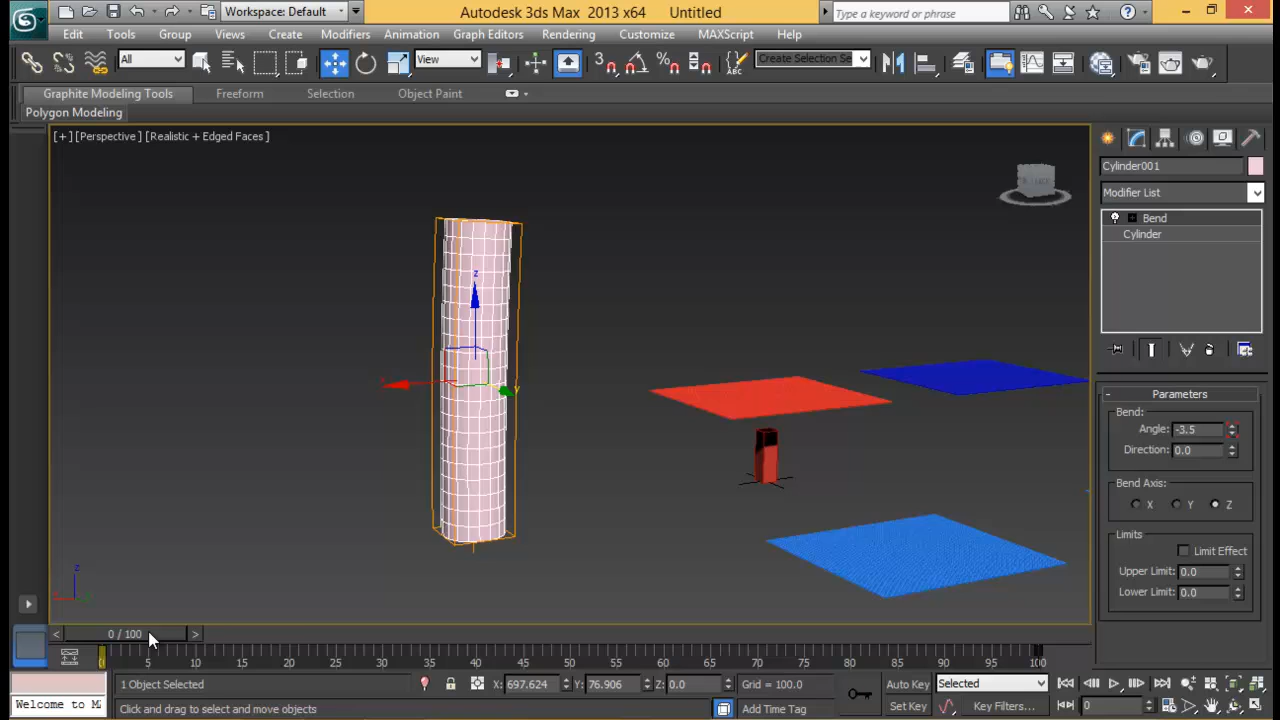 Workspace: Default
Autodesk 3ds Max 2013 x64 Untitled
Type a keyword or phrase
Edit Tools Group Views Create Modifiers Animation Graph Editors Rendering Customize MAXScript Help
All View Create Selection Se
Graphite Modeling Tools Freeform Selection Object Paint
Polygon Modeling
[+] [Perspective] [Realistic + Edged Faces]
Cylinder001
Modifier List
Bend
Cylinder
z
y
Parameters
Bend:
Angle: -3.5
Direction: 0.0
Bend Axis:
X Y Z
Limits
Limit Effect
Upper Limit: 0.0
Lower Limit: 0.0
z
< 0 / 100 >
5 10 15 20 25 30 35 40 45 50 55 60 65 70 75 80 85 90 95 100
1 Object Selected X: 697.624 Y: 76.906 Z: 0.0 Grid = 100.0 Auto Key Selected
Welcome to M Click and drag to select and move objects Add Time Tag Set Key Key Filters... 0